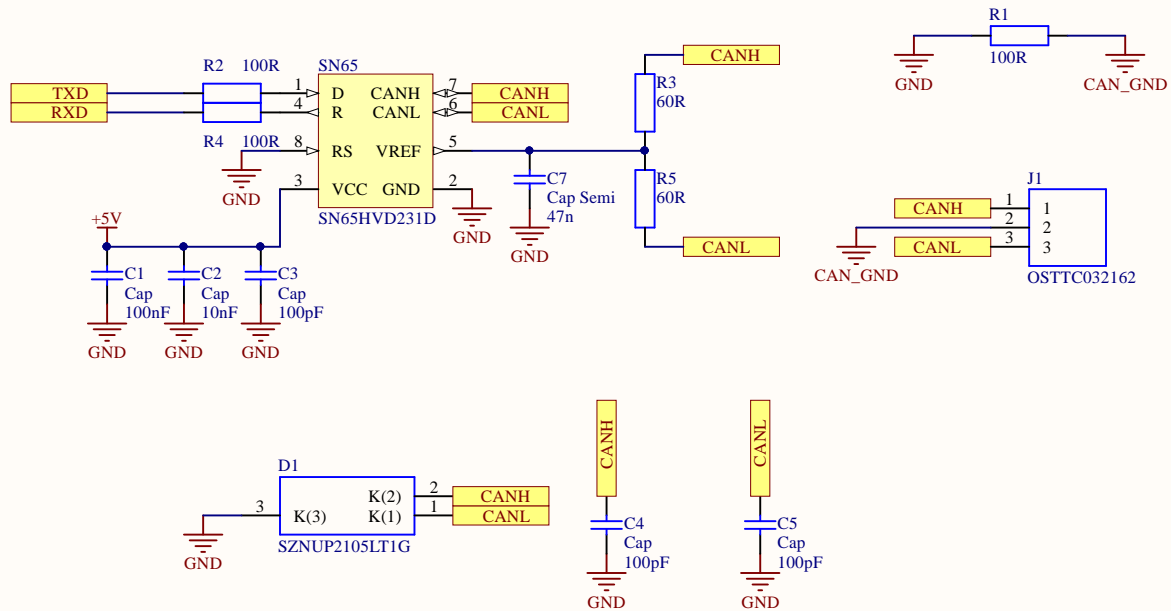 R1
100R
GND
CAN_GND
SN65
R2 100R
TXD
RXD
R4 100R
1
4
8
3
D
R
RS
VCC
CANH
CANL
VREF
GND
7
6
5
2
CANH
CANL
SN65HVD231D
GND
GND
C7
Cap Semi
47n
GND
CANH
R3
60R
R5
60R
CANL
J1
CANH
CANL
1
2
3
1
2
3
CAN_GND
OSTTC032162
+5V
C1
Cap
100nF
GND
C2
Cap
10nF
GND
C3
Cap
100pF
GND
D1
3
K(3)
K(2)
K(1)
2
1
CANH
CANL
SZNUP2105LT1G
GND
CANH
C4
Cap
100pF
GND
CANL
C5
Cap
100pF
GND